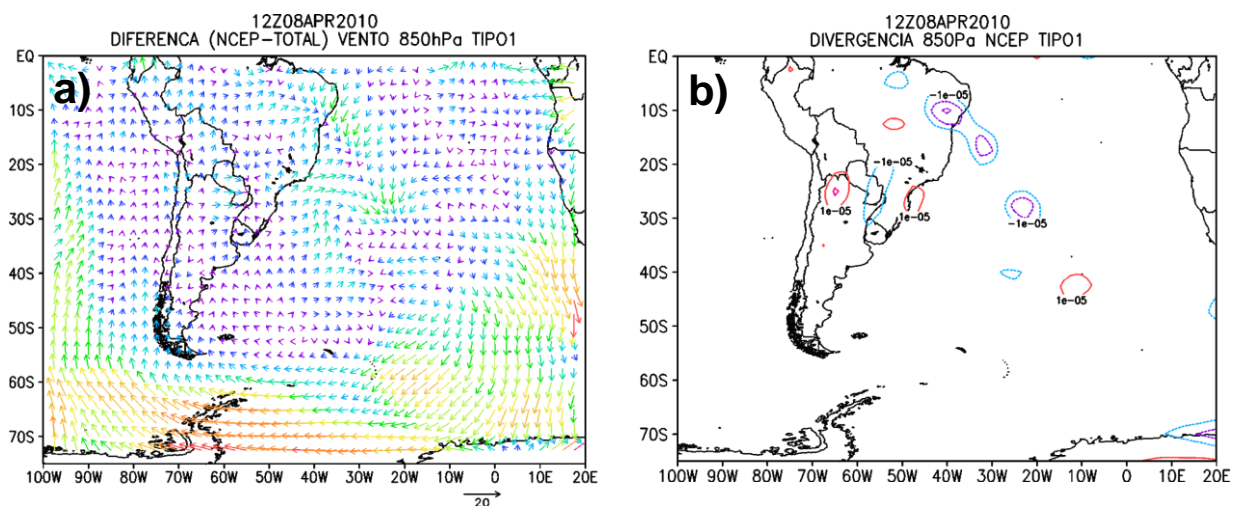 12Z08APR2010
DIFERENCA (NCEP-TOTAL) VENTO 850hPa TIPO1
a)
EQ
10S
20S
30S
40S
50S
60S
70S
100W 90W 80W 70W 60W 50W 40W 30W 20W 10W 0 10E 20E
20
12Z08APR2010
DIVERGENCIA 850Pa NCEP TIPO1
b)
EQ
10S
20S
30S
40S
50S
60S
70S
-1e-05
-1e-05
1e-05
1e-05
-1e-05
1e-05
100W 90W 80W 70W 60W 50W 40W 30W 20W 10W 0 10E 20E